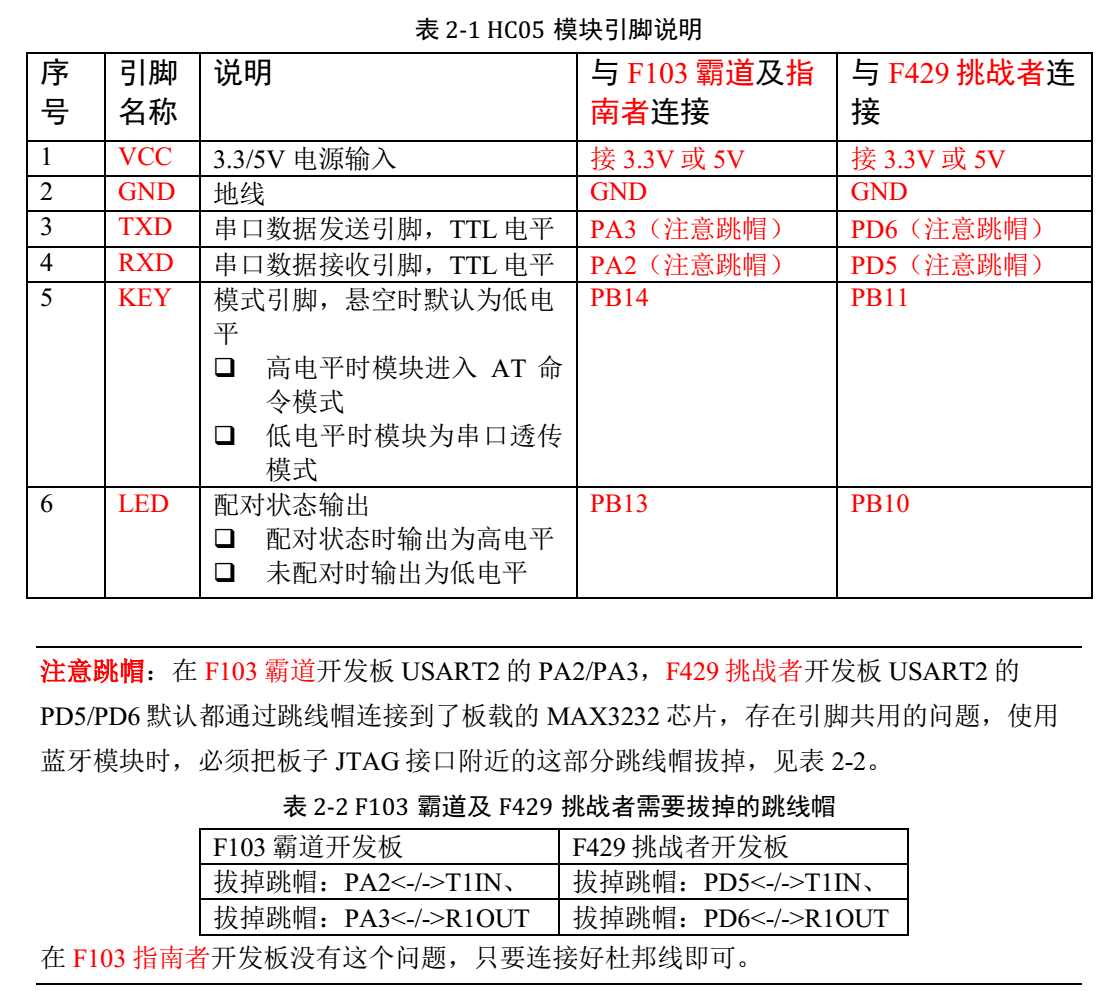 表 2-1 HC05 模块引脚说明
序号 引脚名称 说明 与 F103 霸道及指南者连接 与 F429 挑战者连接
1 VCC 3.3/5V 电源输入 接 3.3V 或 5V 接 3.3V 或 5V
2 GND 地线 GND GND
3 TXD 串口数据发送引脚，TTL 电平 PA3（注意跳帽） PD6（注意跳帽）
4 RXD 串口数据接收引脚，TTL 电平 PA2（注意跳帽） PD5（注意跳帽）
5 KEY 模式引脚，悬空时默认为低电平 PB14 PB11
❑ 高电平时模块进入 AT 命令模式
❑ 低电平时模块为串口透传模式
6 LED 配对状态输出 PB13 PB10
❑ 配对状态时输出为高电平
❑ 未配对时输出为低电平
注意跳帽：在 F103 霸道开发板 USART2 的 PA2/PA3，F429 挑战者开发板 USART2 的
PD5/PD6 默认都通过跳线帽连接到了板载的 MAX3232 芯片，存在引脚共用的问题，使用
蓝牙模块时，必须把板子 JTAG 接口附近的这部分跳线帽拔掉，见表 2-2。
表 2-2 F103 霸道及 F429 挑战者需要拔掉的跳线帽
F103 霸道开发板 F429 挑战者开发板
拔掉跳帽：PA2<-/->T1IN、 拔掉跳帽：PD5<-/->T1IN、
拔掉跳帽：PA3<-/->R1OUT 拔掉跳帽：PD6<-/->R1OUT
在 F103 指南者开发板没有这个问题，只要连接好杜邦线即可。